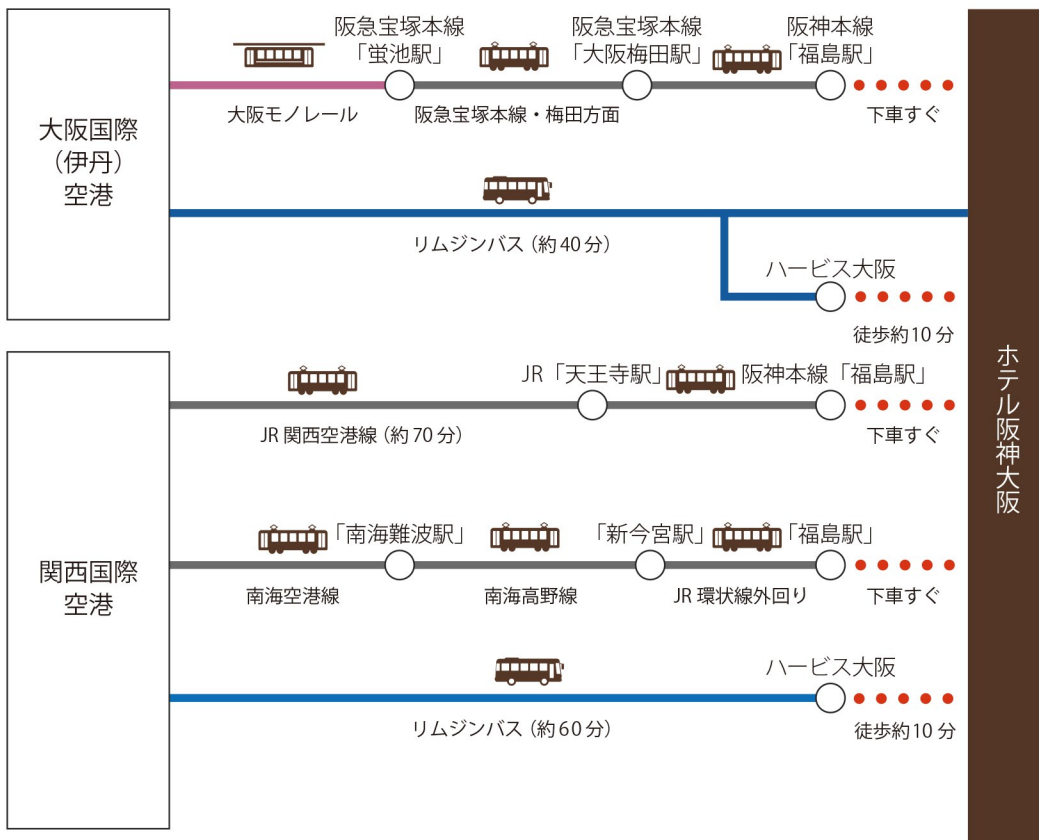 大阪国際
（伊丹）
空港
阪急宝塚本線
「蛍池駅」
阪急宝塚本線
「大阪梅田駅」
阪神本線
「福島駅」
大阪モノレール
阪急宝塚本線・梅田方面
下車すぐ
リムジンバス（約40分）
ハービス大阪
徒歩約10分
関西国際
空港
JR「天王寺駅」
阪神本線「福島駅」
JR関西空港線（約70分）
下車すぐ
「南海難波駅」
「新今宮駅」
「福島駅」
南海空港線
南海高野線
JR環状線外回り
下車すぐ
ハービス大阪
リムジンバス（約60分）
徒歩約10分
ホテル阪神大阪